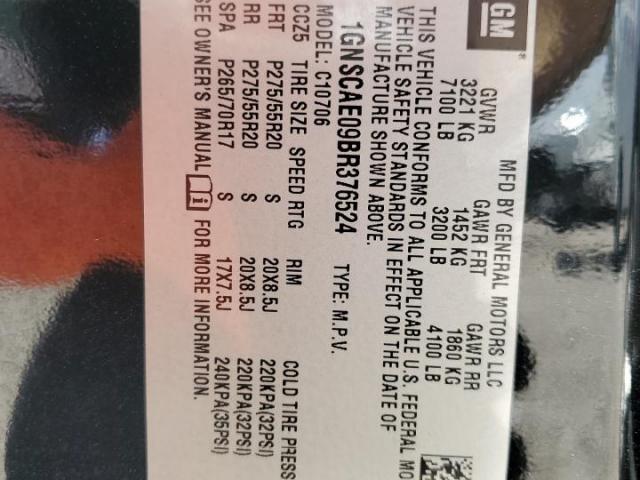 GM
MFD BY GENERAL MOTORS LLC
GVWR GAWR FRT GAWR RR
3221 KG 1452 KG 1860 KG
7100 LB 3200 LB 4100 LB
THIS VEHICLE CONFORMS TO ALL APPLICABLE U.S. FEDERAL MO
VEHICLE SAFETY STANDARDS IN EFFECT ON THE DATE OF
MANUFACTURE SHOWN ABOVE.
1GNSCAE09BR376524 TYPE: M.P.V.
MODEL: C10706
CCZ5 TIRE SIZE SPEED RTG RIM COLD TIRE PRESS
FRT P275/55R20 S 20X8.5J 220KPA(32PSI)
RR P275/55R20 S 20X8.5J 220KPA(32PSI)
SPA P265/70R17 S 17X7.5J 240KPA(35PSI)
SEE OWNER'S MANUAL i FOR MORE INFORMATION.